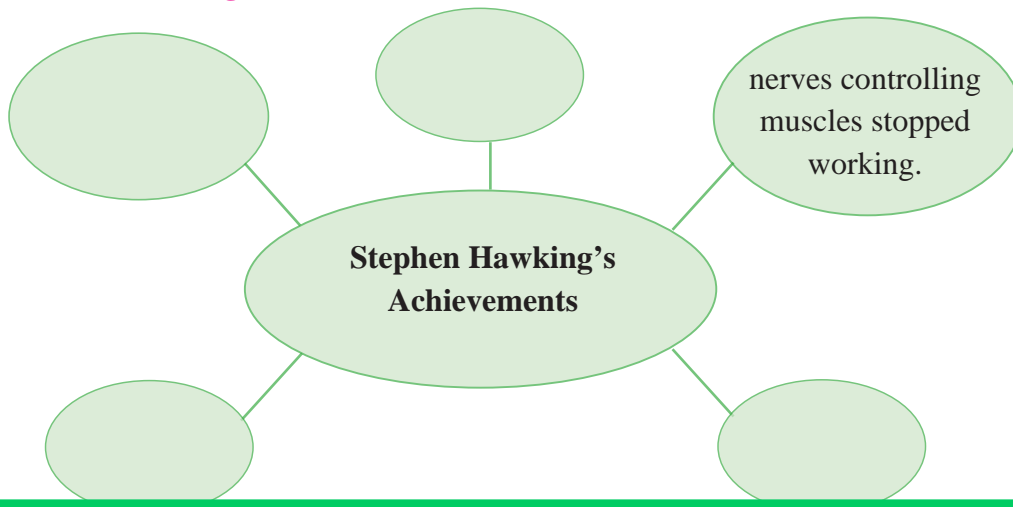 nerves controlling
muscles stopped
working.
Stephen Hawking’s
Achievements